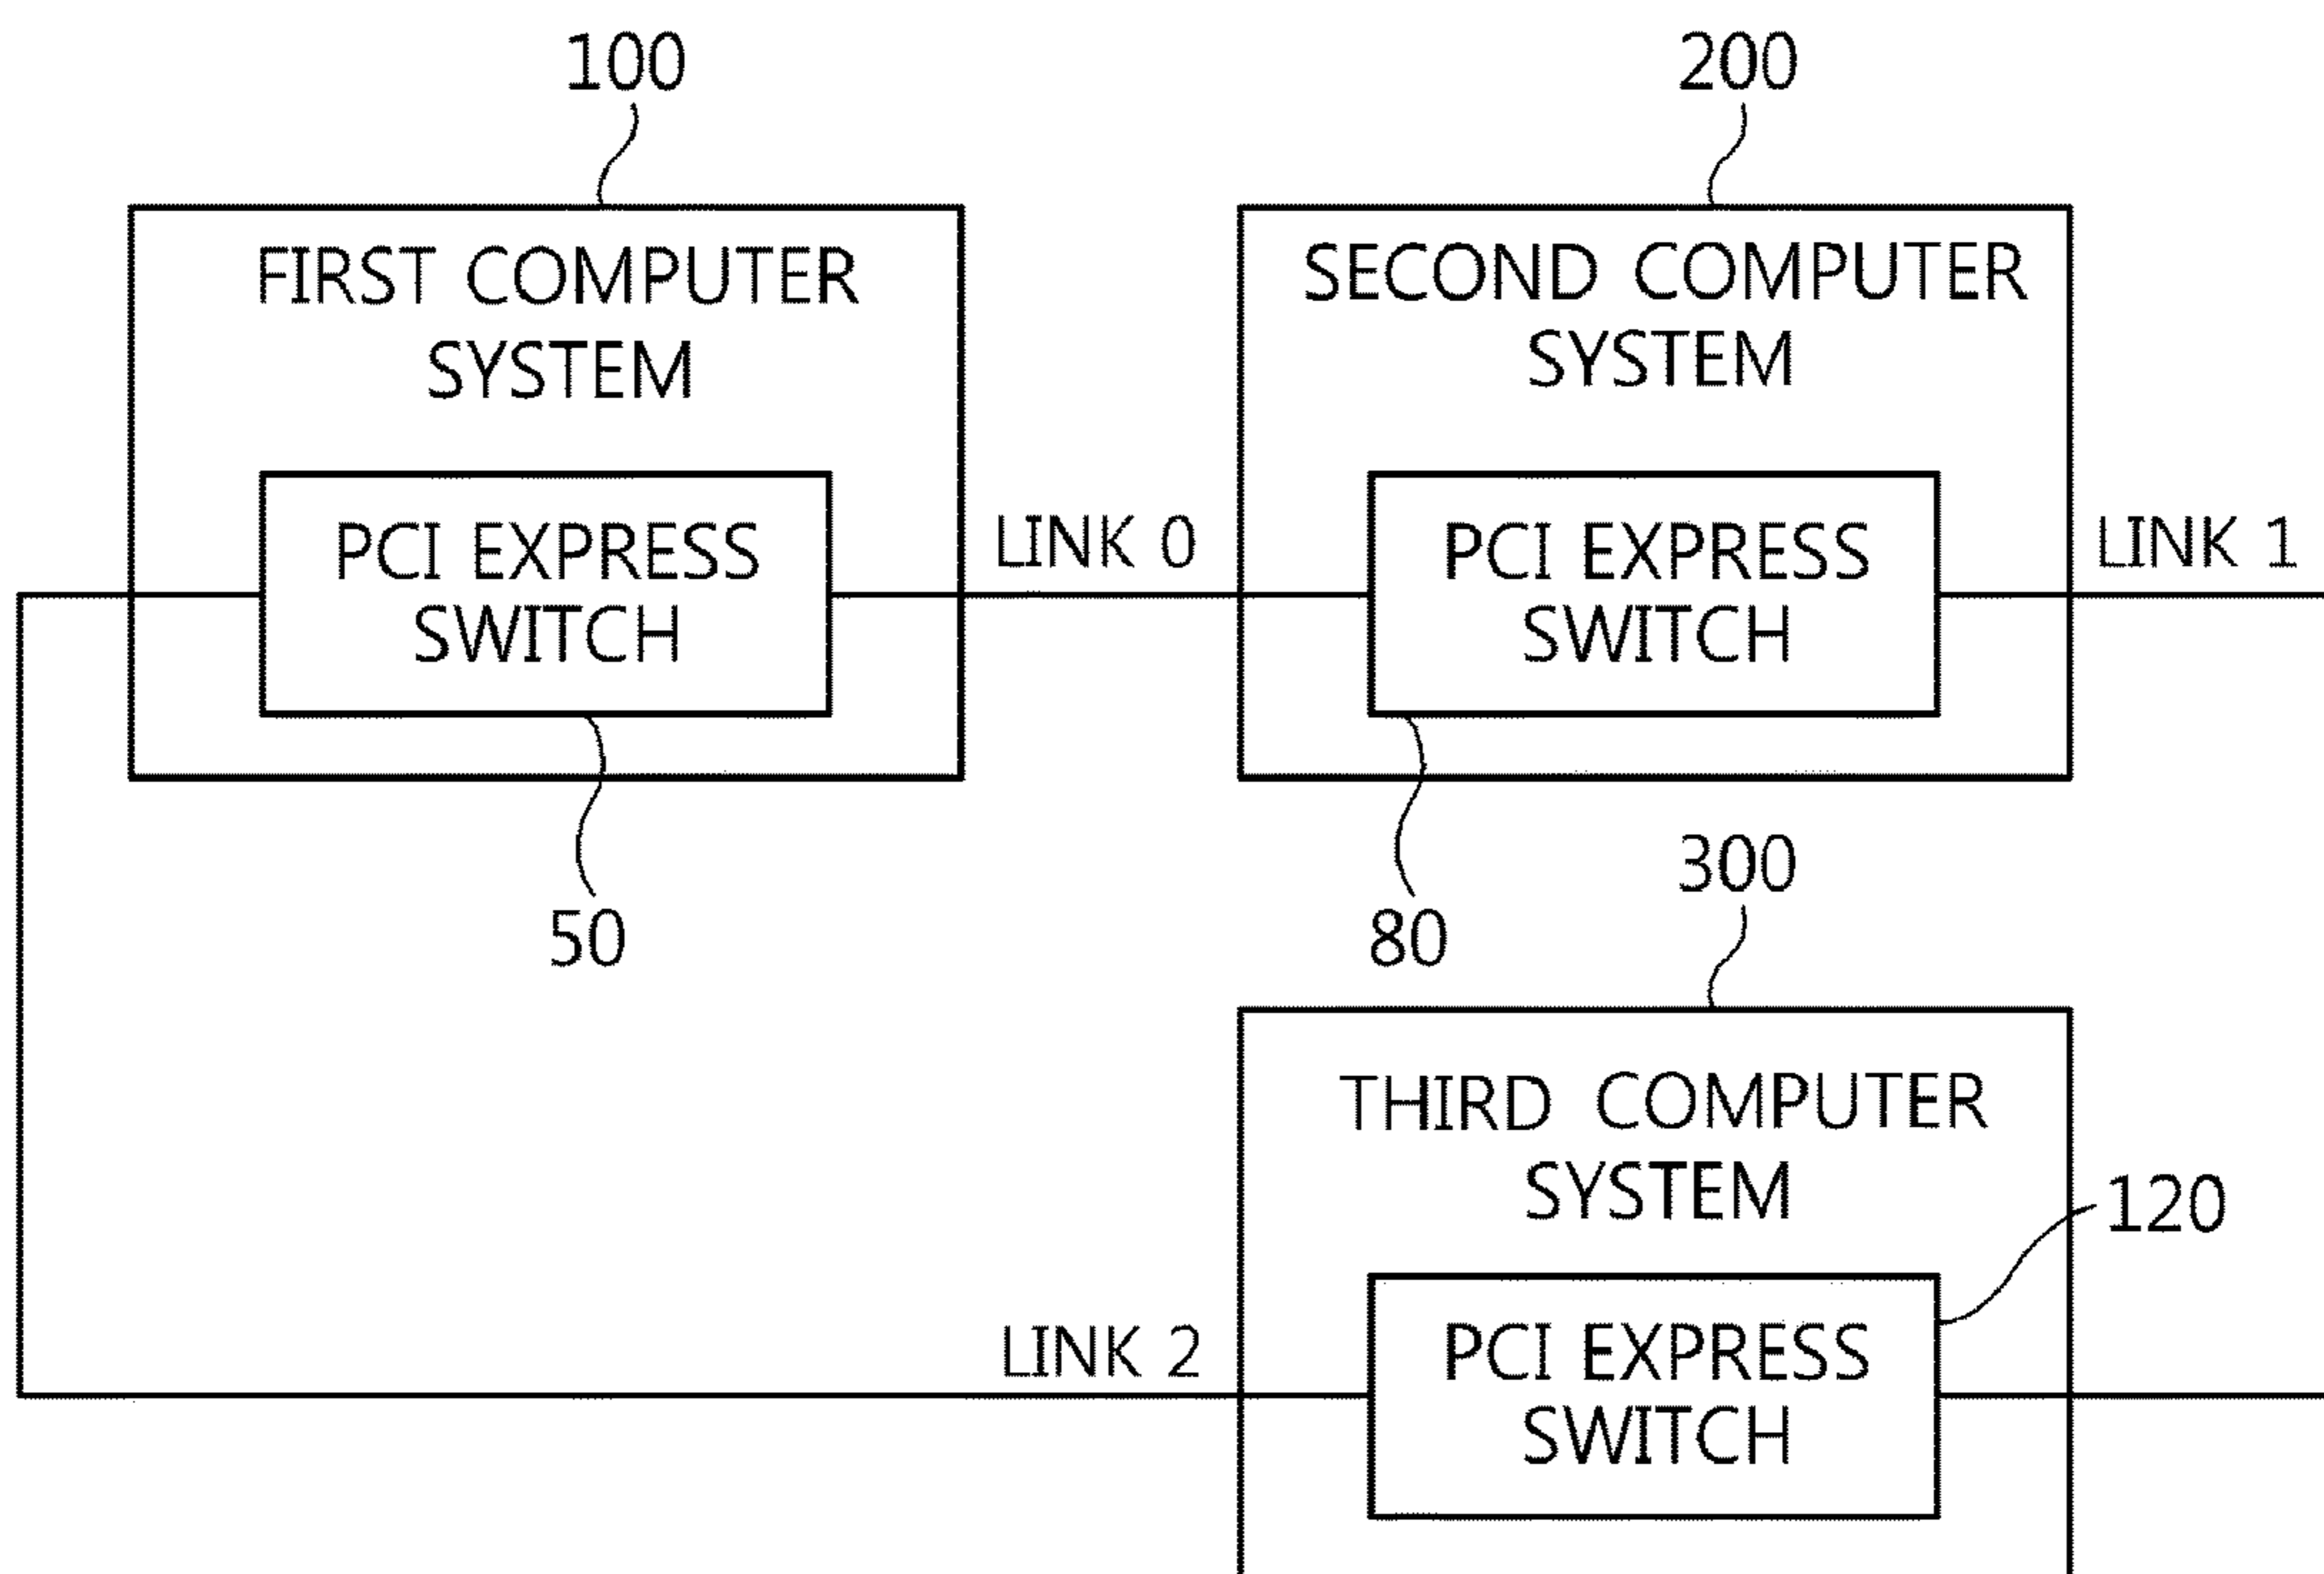 100
200
FIRST COMPUTER
SYSTEM
SECOND COMPUTER
SYSTEM
PCI EXPRESS
SWITCH
LINK 0
PCI EXPRESS
SWITCH
LINK 1
50
80
300
THIRD COMPUTER
SYSTEM
120
LINK 2
PCI EXPRESS
SWITCH